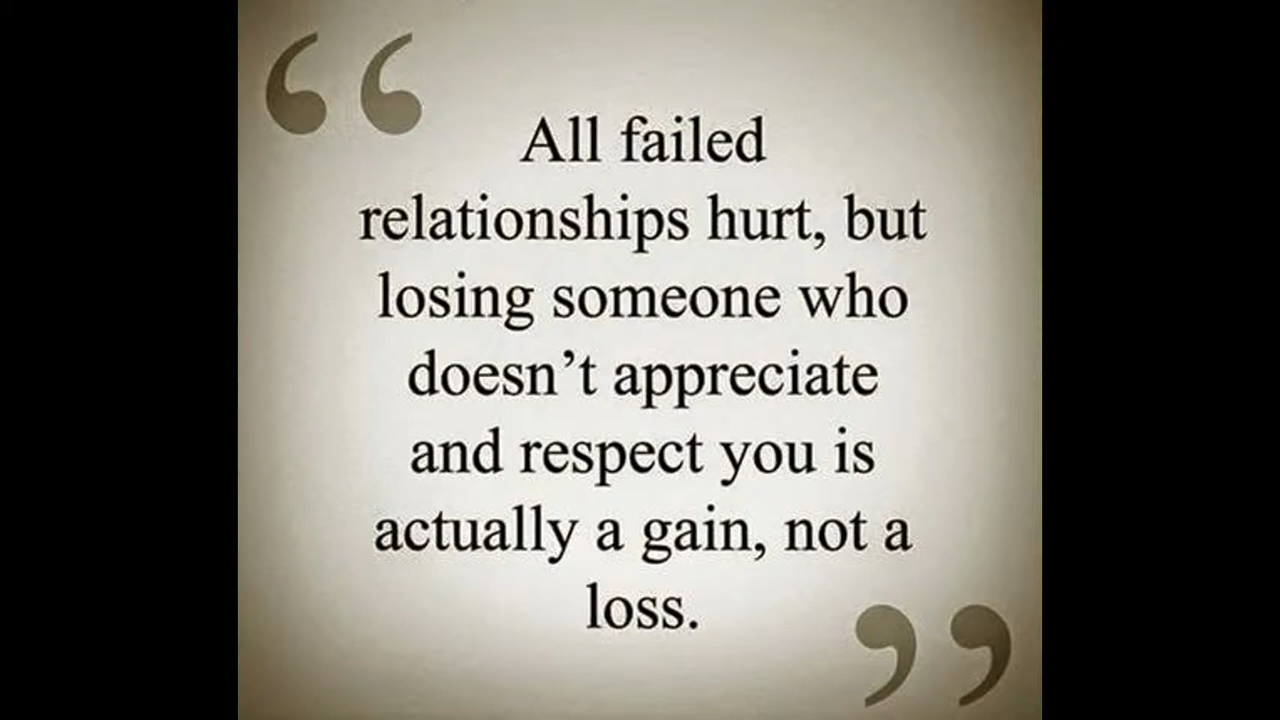 “
All failed
relationships hurt, but
losing someone who
doesn’t appreciate
and respect you is
actually a gain, not a
loss.
”